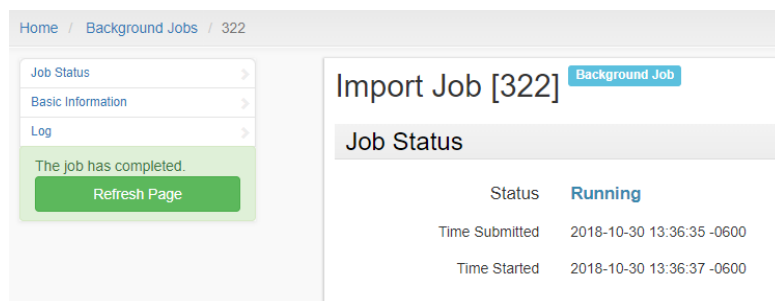 Home / Background Jobs / 322
Job Status
Basic Information
Log
The job has completed.
Refresh Page
Import Job [322] Background Job
Job Status
Status Running
Time Submitted 2018-10-30 13:36:35 -0600
Time Started 2018-10-30 13:36:37 -0600